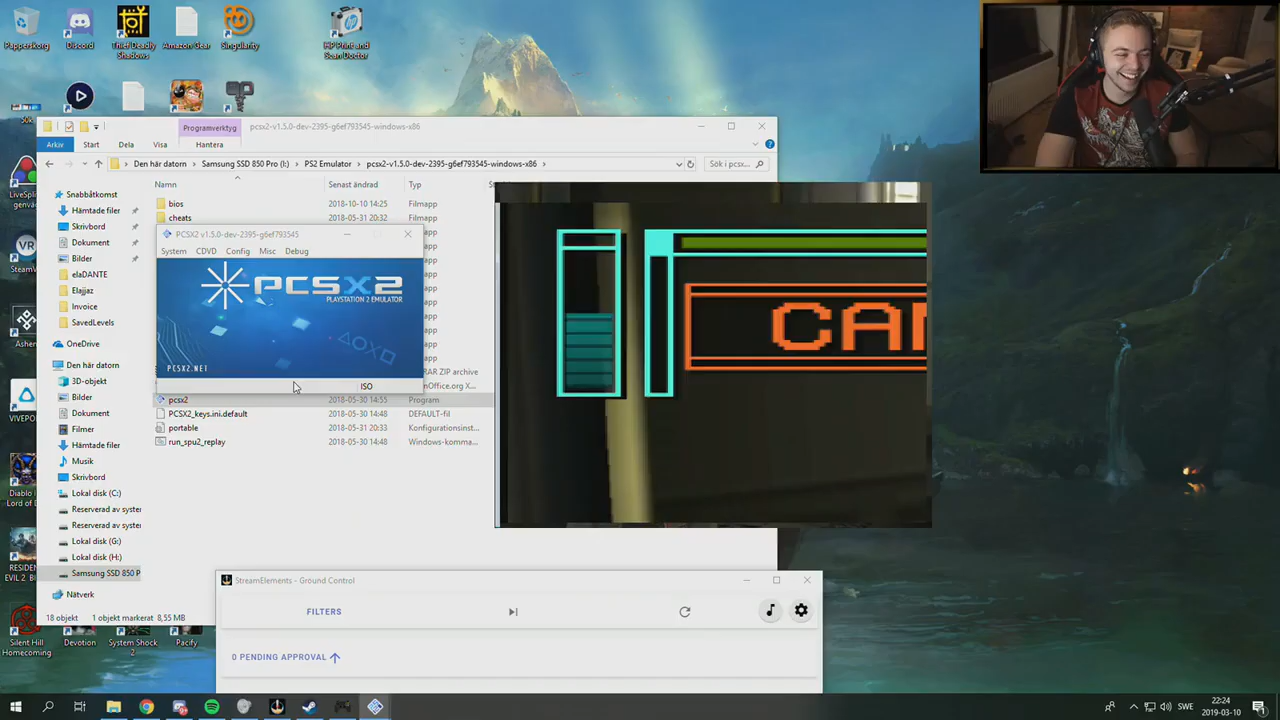 Papperskorg
Discord
Thief Deadly Shadows
Amazon Gear
Singularity
HP Print and Scan Doctor
Programverktyg
pcsx2-v1.5.0-dev-2395-g6ef793545-windows-x86
Arkiv
Start
Dela
Visa
Hantera
Den här datorn
Samsung SSD 850 Pro (I:)
PS2 Emulator
pcsx2-v1.5.0-dev-2395-g6ef793545-windows-x86
Sök i pcsx...
Namn
Senast ändrad
Typ
Snabbåtkomst
Hämtade filer
Skrivbord
Dokument
Bilder
elaDANTE
Elajjaz
Invoice
SavedLevels
OneDrive
Den här datorn
3D-objekt
Bilder
Dokument
Filmer
Hämtade filer
Musik
Skrivbord
Lokal disk (C:)
Reserverad av syste
Reserverad av syste
Lokal disk (G:)
Lokal disk (H:)
Samsung SSD 850 P
Nätverk
bios 2018-10-10 14:25 Filmapp
cheats 2018-05-31 20:32 Filmapp
PCSX2 v1.5.0-dev-2395-g6ef793545
System
CDVD
Config
Misc
Debug
PCSX2
PLAYSTATION 2 EMULATOR
PCSX2.NET
ISO
pcsx2 2018-05-30 14:55 Program
PCSX2_keys.ini.default 2018-05-30 14:48 DEFAULT-fil
portable 2018-05-31 20:33 Konfigurationsinst...
run_spu2_replay 2018-05-30 14:48 Windows-komma...
18 objekt
1 objekt markerat 8,55 MB
CAN
StreamElements - Ground Control
FILTERS
0 PENDING APPROVAL
Silent Hill Homecoming
Devotion
System Shock 2
Pacify
SWE
22:24
2019-03-10